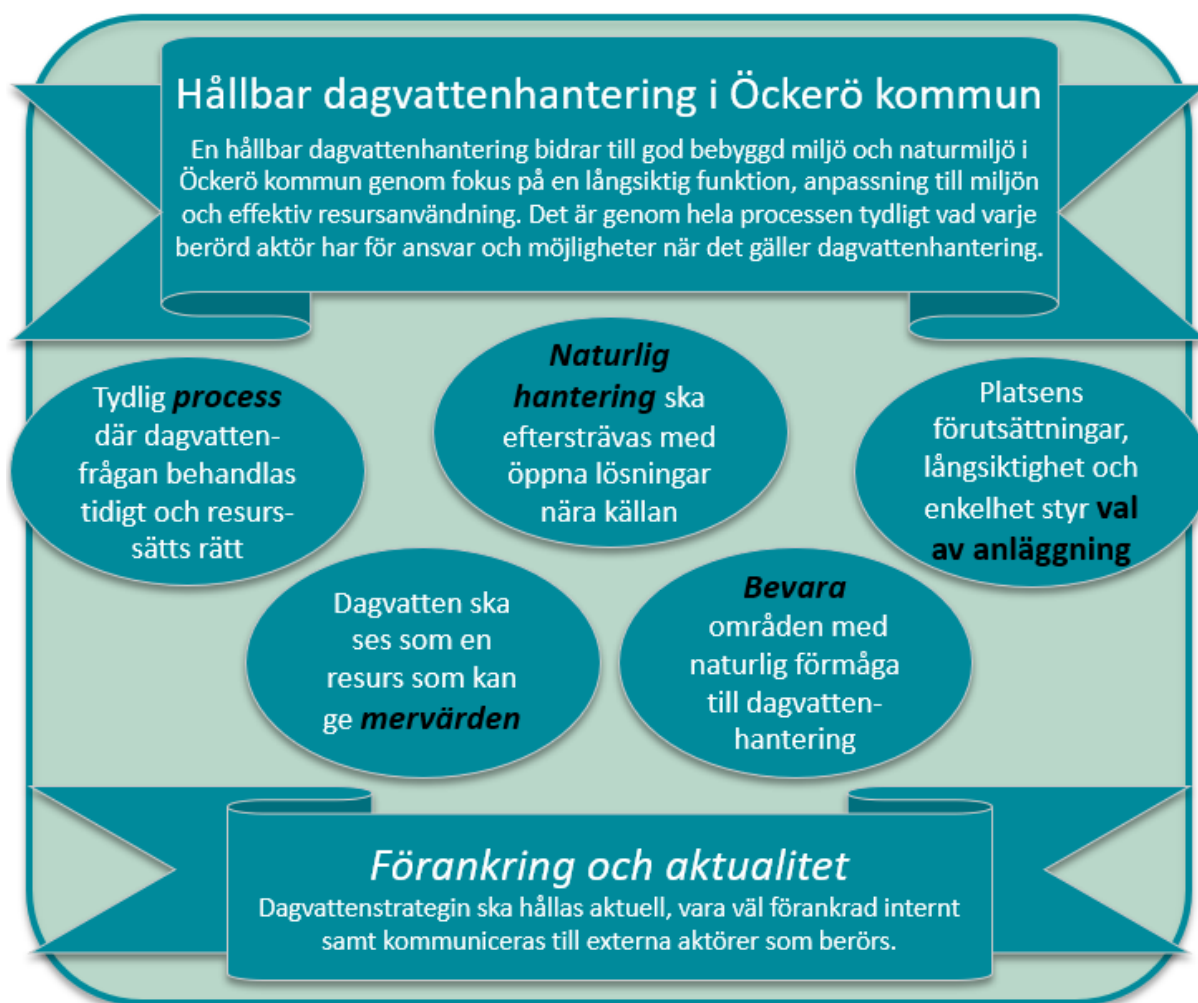 Hållbar dagvattenhantering i Öckerö kommun
En hållbar dagvattenhantering bidrar till god bebyggd miljö och naturmiljö i
Öckerö kommun genom fokus på en långsiktig funktion, anpassning till miljön
och effektiv resursanvändning. Det är genom hela processen tydligt vad varje
berörd aktör har för ansvar och möjligheter när det gäller dagvattenhantering.
Tydlig process
där dagvatten-
frågan behandlas
tidigt och resurs-
sätts rätt
Naturlig
hantering ska
eftersträvas med
öppna lösningar
nära källan
Platsens
förutsättningar,
långsiktighet och
enkelhet styr val
av anläggning
Dagvatten ska
ses som en
resurs som kan
ge mervärden
Bevara
områden med
naturlig förmåga
till dagvatten-
hantering
Förankring och aktualitet
Dagvattenstrategin ska hållas aktuell, vara väl förankrad internt
samt kommuniceras till externa aktörer som berörs.